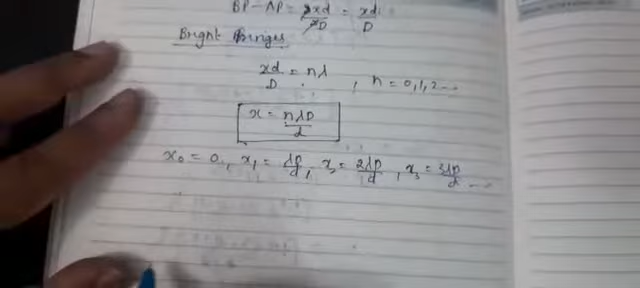 BP - AP = 2xd/2D = xd/D
Bright fringes
xd/D = nλ , n = 0,1,2...
x = nλD/d
x₀ = 0, x₁ = λD/d, x₂ = 2λD/d, x₃ = 3λD/d ...